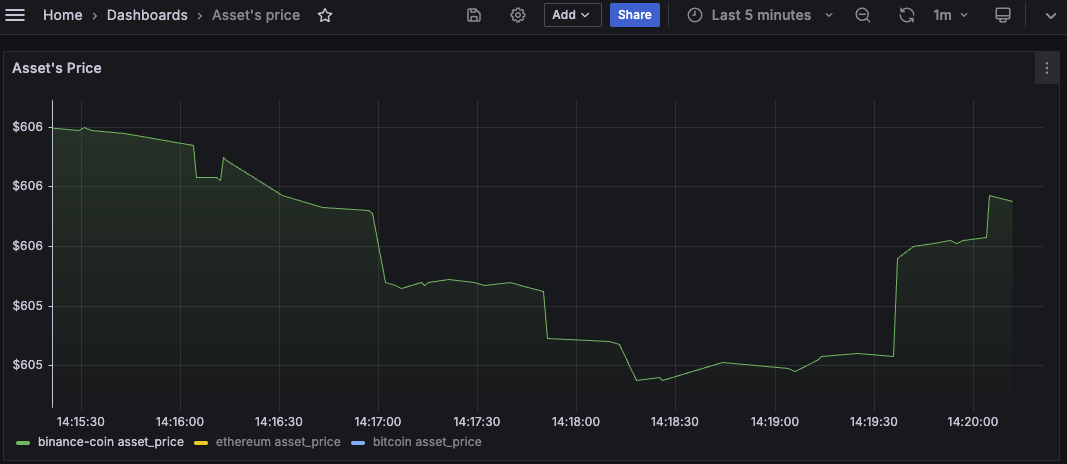 Home > Dashboards > Asset's price Add Share Last 5 minutes 1m
Asset's Price
$606
$606
$606
$605
$605
14:15:30 14:16:00 14:16:30 14:17:00 14:17:30 14:18:00 14:18:30 14:19:00 14:19:30 14:20:00
binance-coin asset_price ethereum asset_price bitcoin asset_price